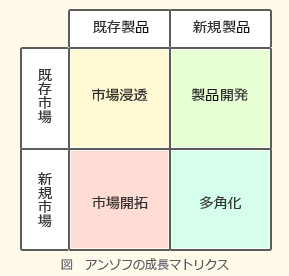 既存製品
新規製品
既存市場
市場浸透
製品開発
新規市場
市場開拓
多角化
図　アンゾフの成長マトリクス